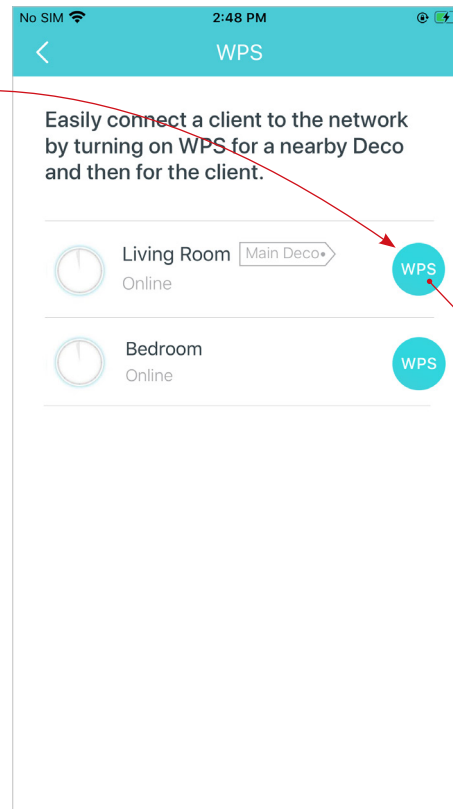 No SIM 2:48 PM
WPS
Easily connect a client to the network
by turning on WPS for a nearby Deco
and then for the client.
Living Room Main Deco
Online
WPS
Bedroom
Online
WPS